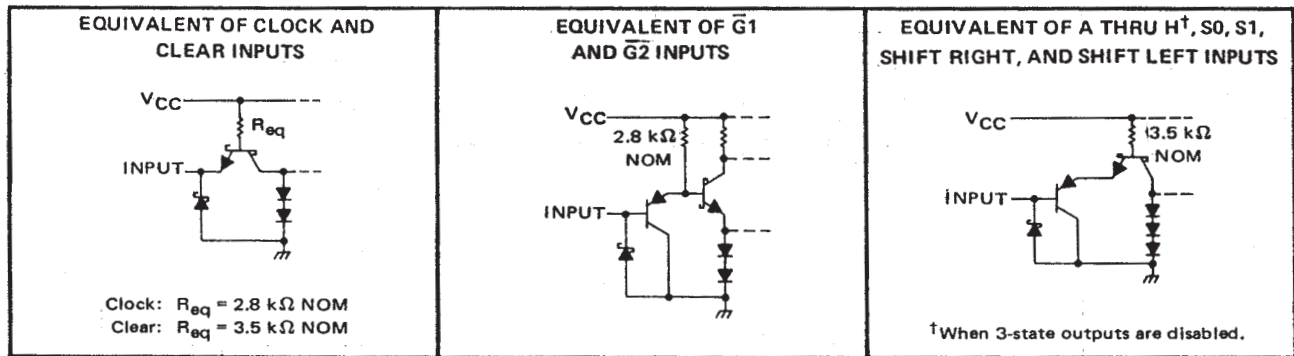 EQUIVALENT OF CLOCK AND
CLEAR INPUTS
VCC
Req
INPUT
Clock: Req = 2.8 kΩ NOM
Clear: Req = 3.5 kΩ NOM
EQUIVALENT OF G̅1
AND G̅2 INPUTS
VCC
2.8 kΩ
NOM
INPUT
EQUIVALENT OF A THRU H†, S0, S1,
SHIFT RIGHT, AND SHIFT LEFT INPUTS
VCC
3.5 kΩ
NOM
INPUT
†When 3-state outputs are disabled.